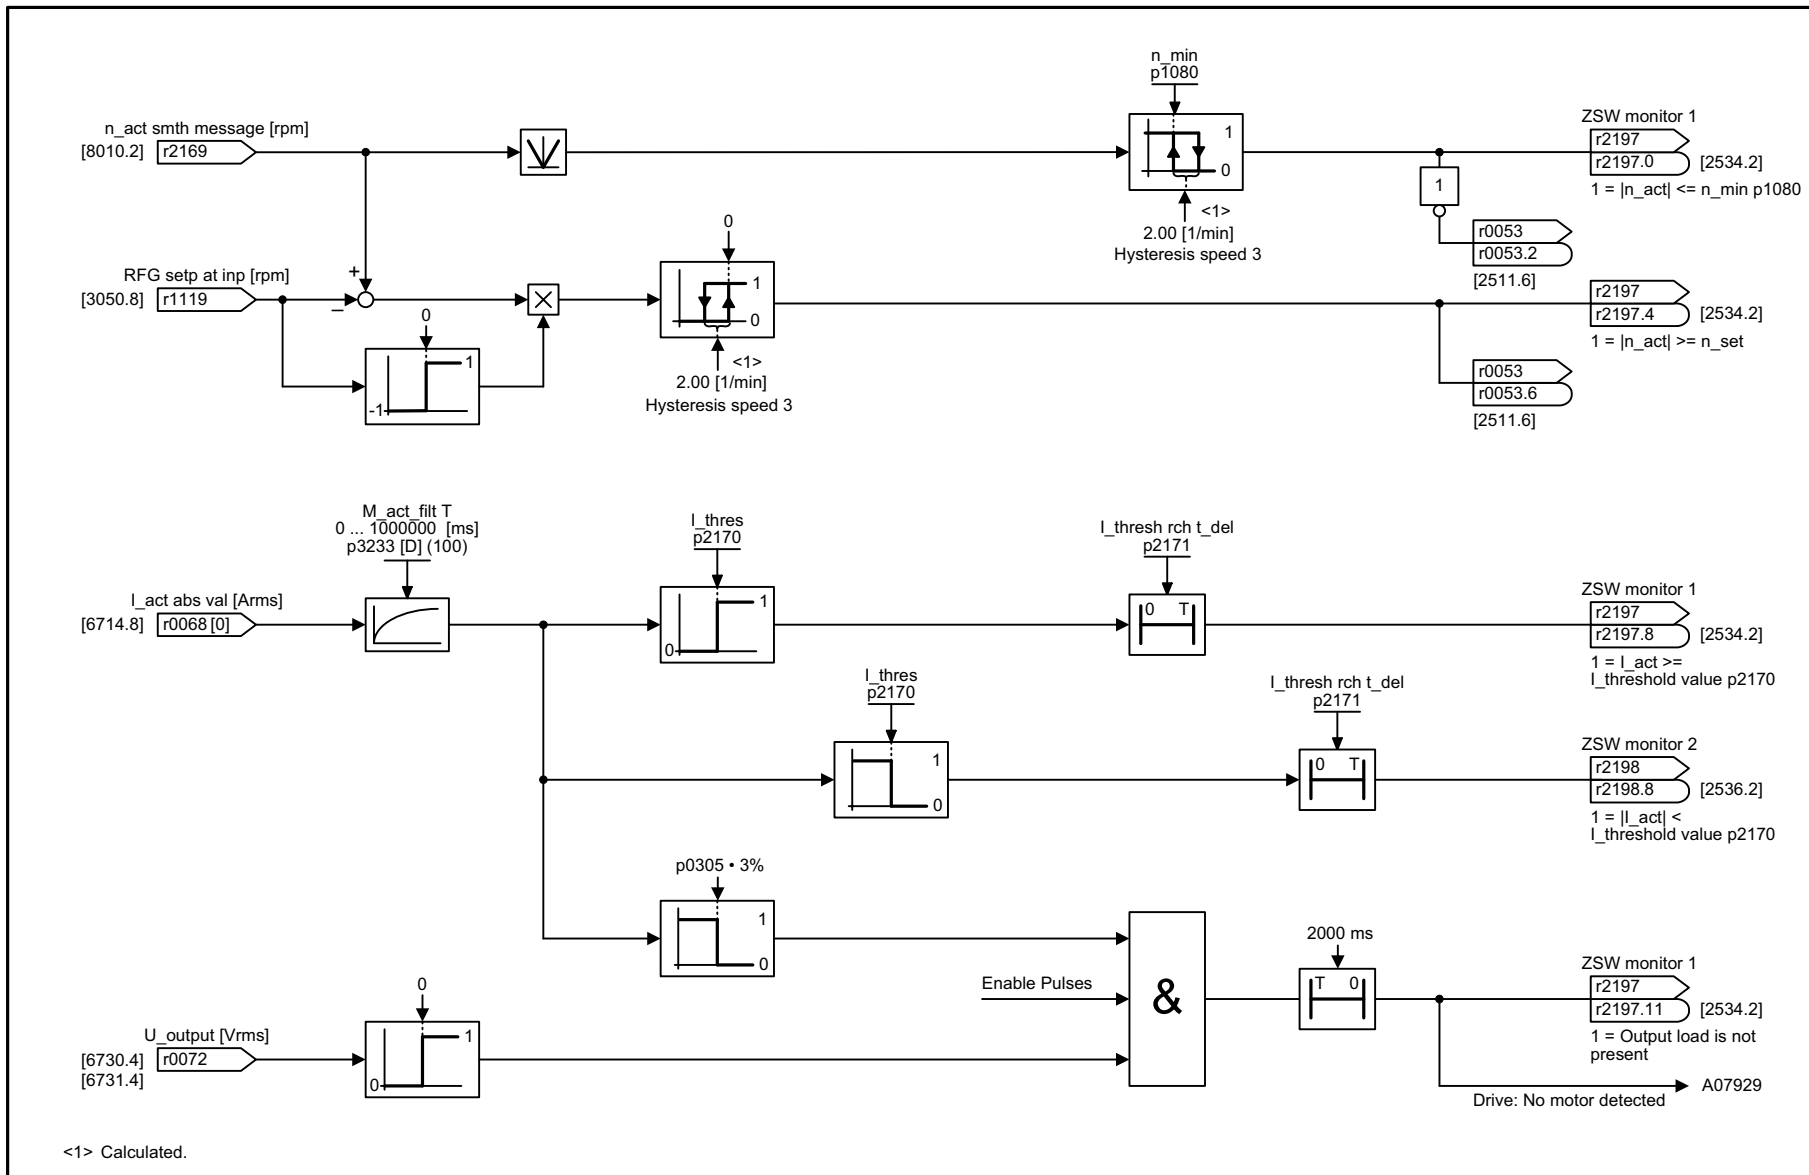 n_min
p1080
n_act smth message [rpm]
[8010.2] r2169
1
0
ZSW monitor 1
r2197
r2197.0 [2534.2]
1 = |n_act| <= n_min p1080
1
<1>
2.00 [1/min]
Hysteresis speed 3
r0053
r0053.2
[2511.6]
0
RFG setp at inp [rpm]
[3050.8] r1119
+
–
1
0
<1>
2.00 [1/min]
Hysteresis speed 3
0
1
-1
r2197
r2197.4 [2534.2]
1 = |n_act| >= n_set
r0053
r0053.6
[2511.6]
M_act_filt T
0 ... 1000000 [ms]
p3233 [D] (100)
I_thres
p2170
I_thresh rch t_del
p2171
I_act abs val [Arms]
[6714.8] r0068 [0]
1
0
0 T
ZSW monitor 1
r2197
r2197.8 [2534.2]
1 = I_act >=
I_threshold value p2170
I_thres
p2170
I_thresh rch t_del
p2171
1
0
0 T
ZSW monitor 2
r2198
r2198.8 [2536.2]
1 = |I_act| <
I_threshold value p2170
p0305 • 3%
1
0
Enable Pulses
&
2000 ms
T 0
ZSW monitor 1
r2197
r2197.11 [2534.2]
1 = Output load is not
present
0
U_output [Vrms]
[6730.4] r0072
[6731.4]
1
0
A07929
Drive: No motor detected
<1> Calculated.